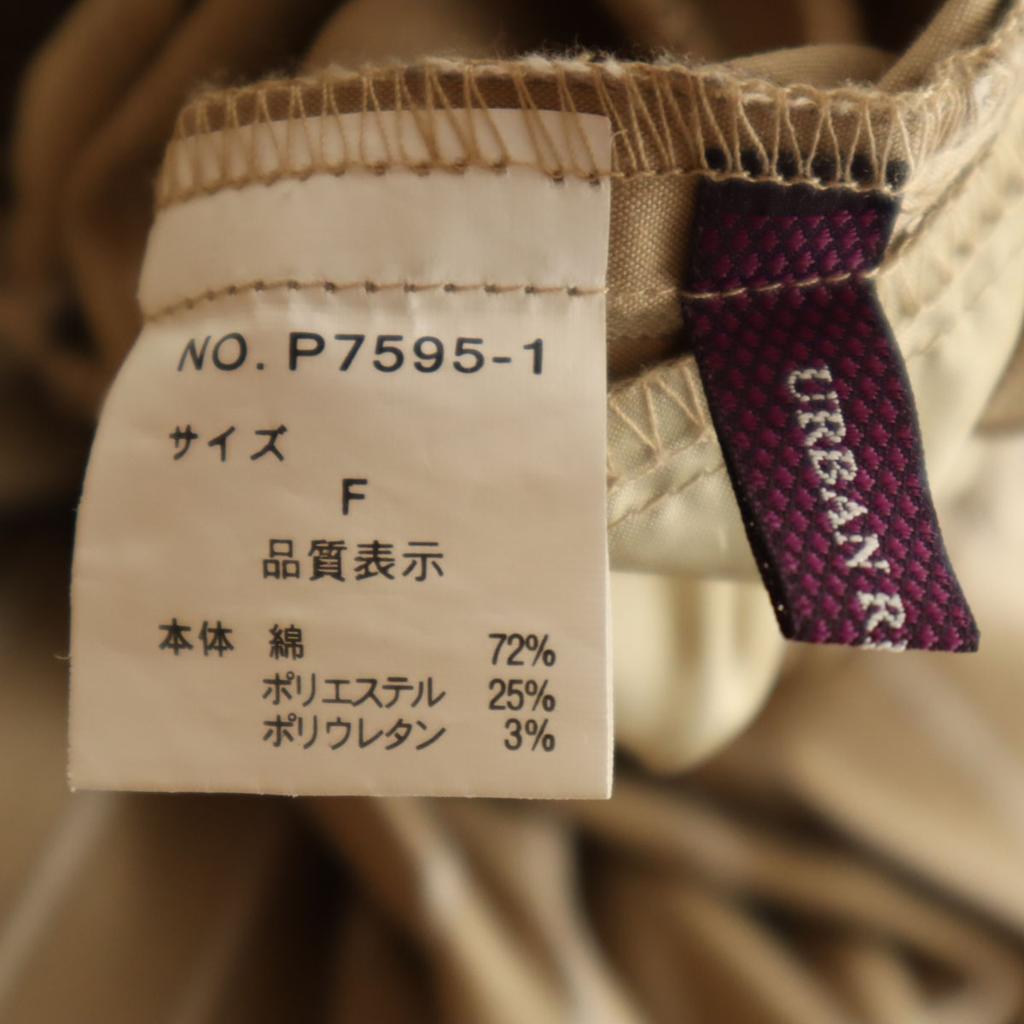 NO. P7595-1
サイズ
F
品質表示
本体 綿 72%
ポリエステル 25%
ポリウレタン 3%
URBAN